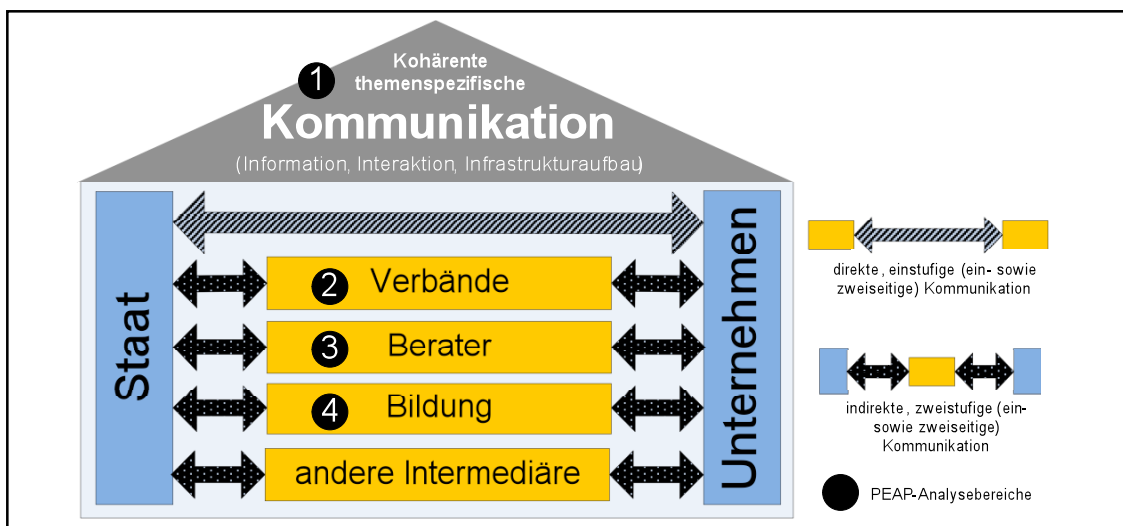 1
Kohärente
themenspezifische
Kommunikation
(Information, Interaktion, Infrastrukturaufbau)
Staat
2 Verbände
3 Berater
4 Bildung
andere Intermediäre
Unternehmen
direkte, einstufige (ein- sowie
zweiseitige) Kommunikation
indirekte, zweistufige (ein-
sowie zweiseitige)
Kommunikation
PEAP-Analysebereiche